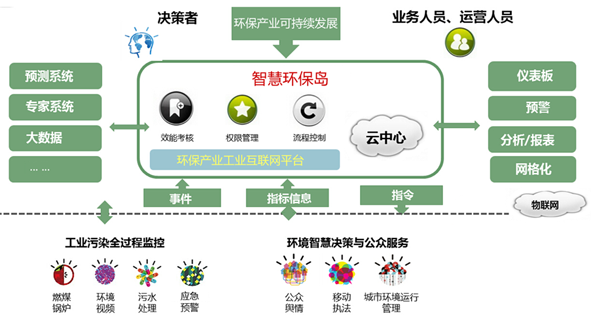 决策者
环保产业可持续发展
业务人员、运营人员
智慧环保岛
预测系统
专家系统
大数据
... ...
效能考核
权限管理
流程控制
云中心
环保产业工业互联网平台
仪表板
预警
分析/报表
网格化
事件
指标信息
指令
物联网
工业污染全过程监控
环境智慧决策与公众服务
燃煤
锅炉
环境
视频
污水
处理
应急
预警
公众
舆情
移动
执法
城市环境运行
管理